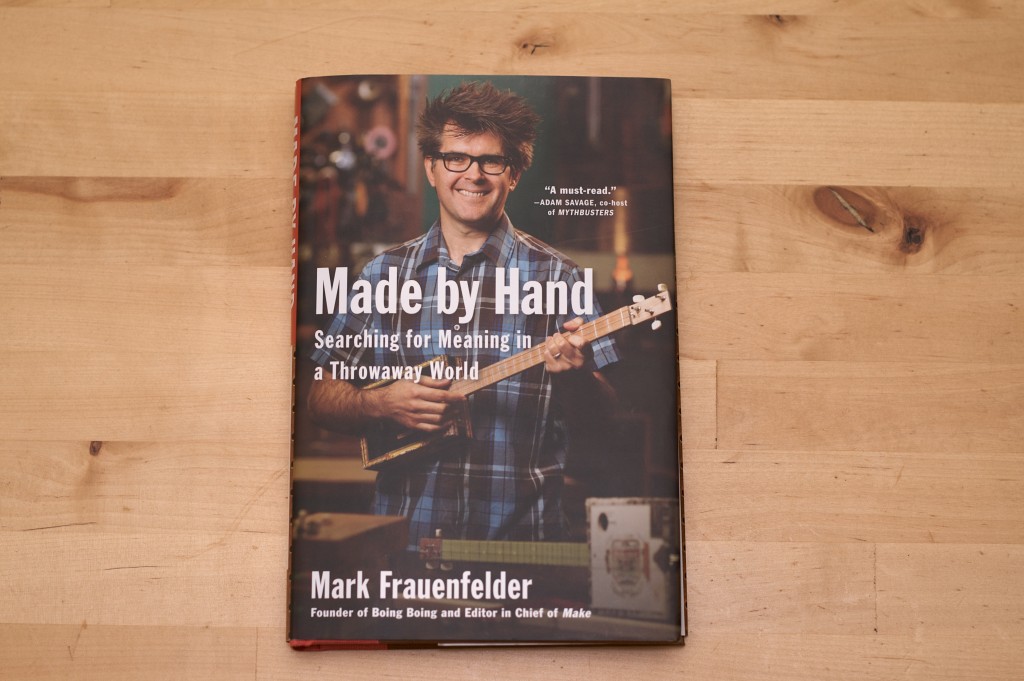 “A must-read.”
—ADAM SAVAGE, co-host
of MYTHBUSTERS
Made by Hand
Searching for Meaning in
a Throwaway World
Mark Frauenfelder
Founder of Boing Boing and Editor in Chief of Make